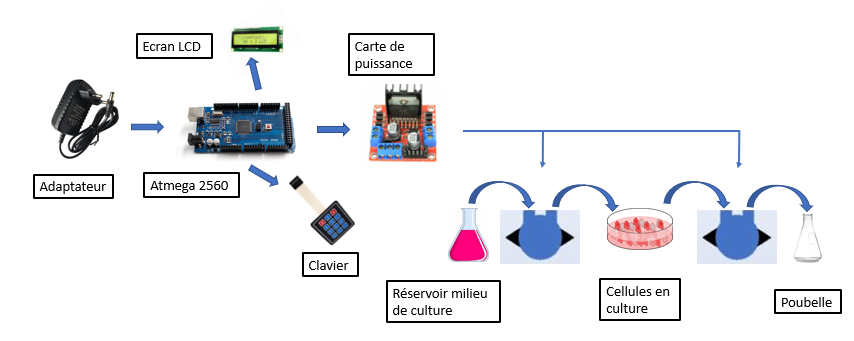 Ecran LCD
Carte de
puissance
Adaptateur
Atmega 2560
Clavier
Réservoir milieu
de culture
Cellules en
culture
Poubelle